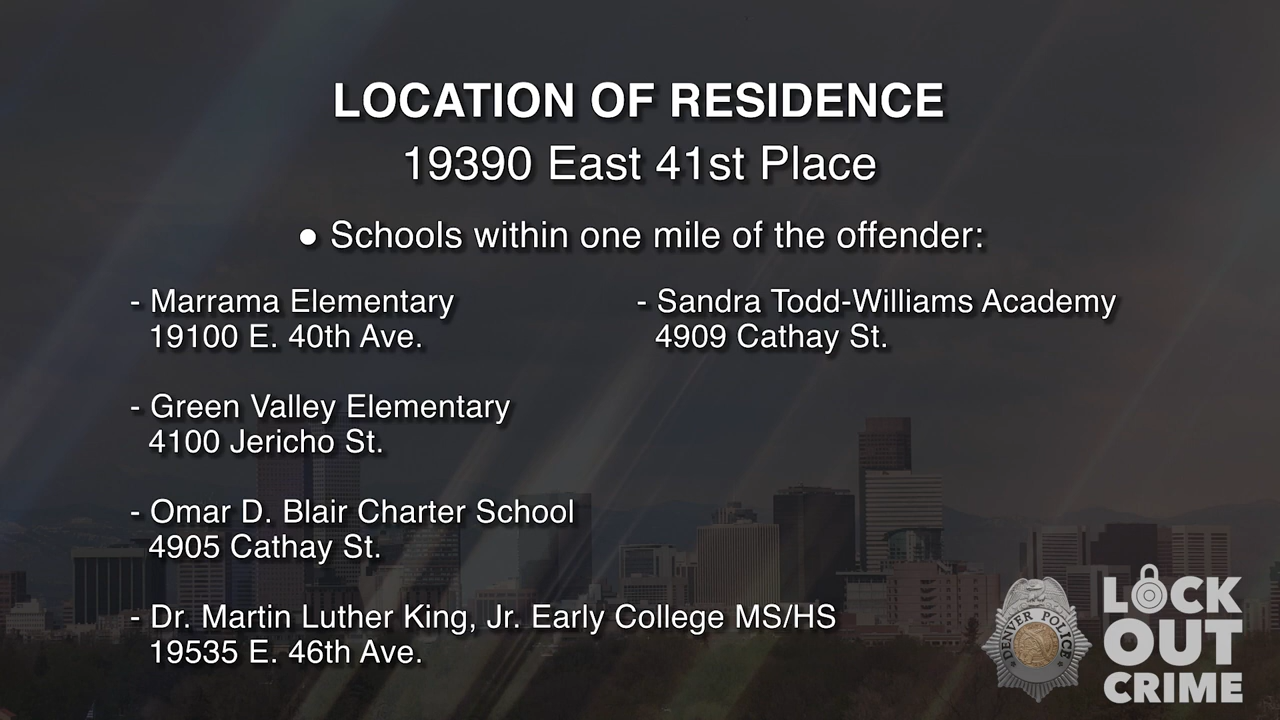 LOCATION OF RESIDENCE
19390 East 41st Place
● Schools within one mile of the offender:
- Marrama Elementary
19100 E. 40th Ave.
- Green Valley Elementary
4100 Jericho St.
- Omar D. Blair Charter School
4905 Cathay St.
- Dr. Martin Luther King, Jr. Early College MS/HS
19535 E. 46th Ave.
- Sandra Todd-Williams Academy
4909 Cathay St.
DENVER POLICE
LOCK
OUT
CRIME